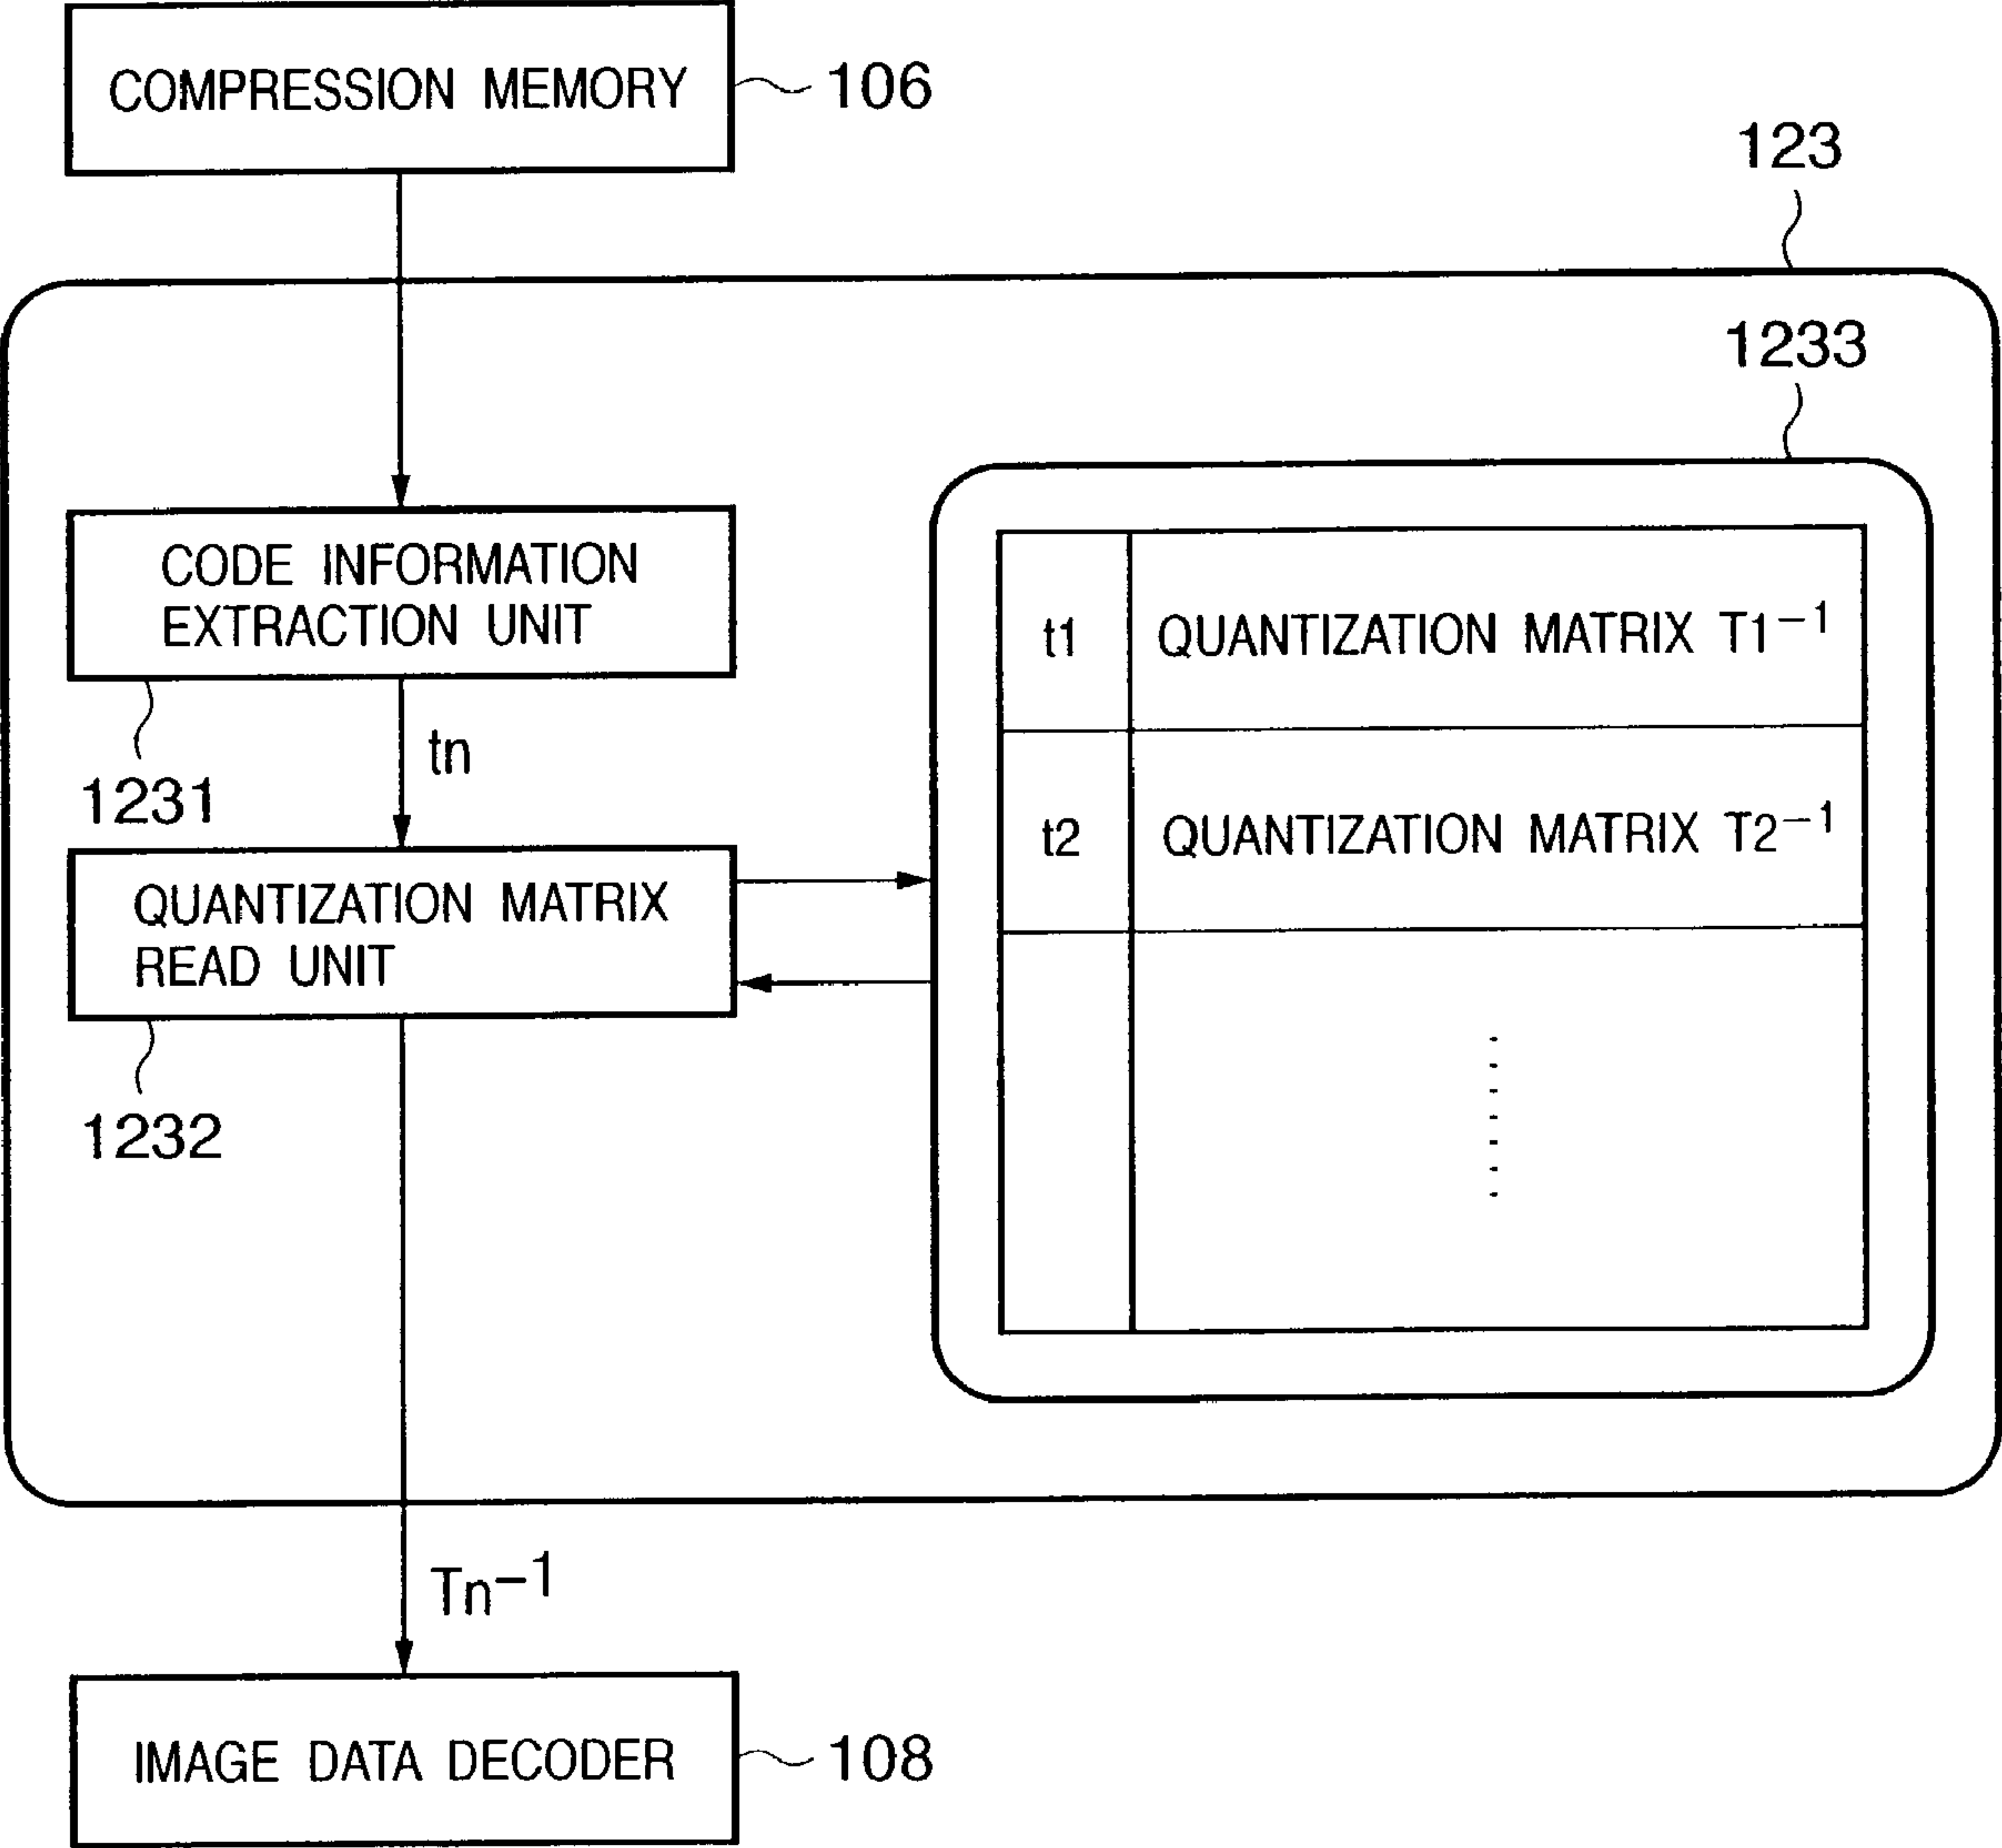 COMPRESSION MEMORY
106
123
1233
CODE INFORMATION
EXTRACTION UNIT
1231
tn
QUANTIZATION MATRIX
READ UNIT
1232
t1 QUANTIZATION MATRIX T1⁻¹
t2 QUANTIZATION MATRIX T2⁻¹
Tn⁻¹
IMAGE DATA DECODER
108